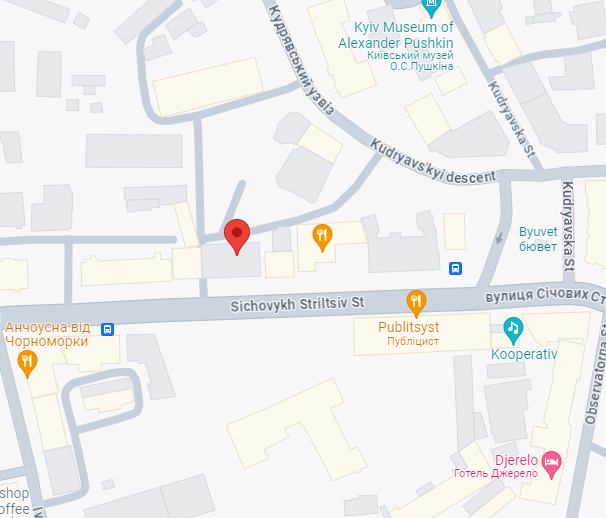 Kyiv Museum of
Alexander Pushkin
Київський музей
О.С.Пушкіна
Кудрявський узвіз
Kudryavska St
Kudryavs'kyi descent
Kudryavska St
Byuvet
бювет
Sichovykh Striltsiv St
вулиця Січових Ст
Анчоусна від
Чорноморки
Publitsyst
Публіцист
Kooperativ
Observatorna St
Djerelo
Готель Джерело
shop
offee
Iv